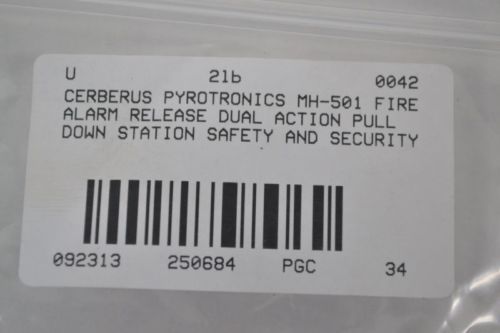 U 21b 0042
CERBERUS PYROTRONICS MH-501 FIRE
ALARM RELEASE DUAL ACTION PULL
DOWN STATION SAFETY AND SECURITY
092313 250684 PGC 34